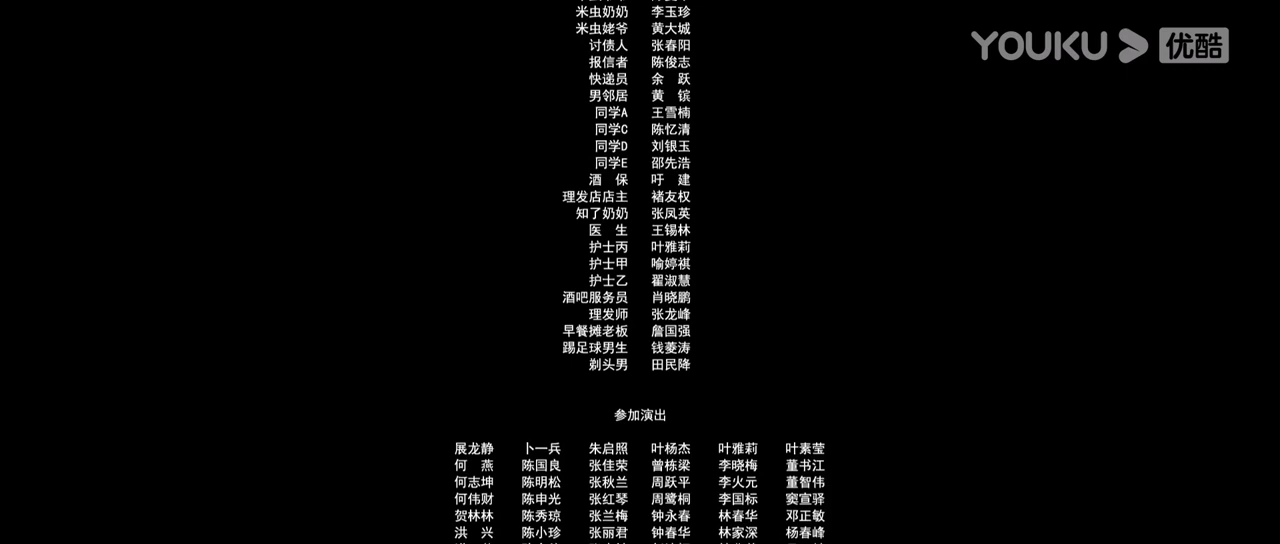 YOUKU 优酷
米虫奶奶 李玉珍
米虫姥爷 黄大城
讨债人 张春阳
报信者 陈俊志
快递员 余 跃
男邻居 黄 镔
同学A 王雪楠
同学C 陈忆清
同学D 刘银玉
同学E 邵先浩
酒 保 吁 建
理发店店主 褚友权
知了奶奶 张凤英
医 生 王锡林
护士丙 叶雅莉
护士甲 喻婷祺
护士乙 翟淑慧
酒吧服务员 肖晓鹏
理发师 张龙峰
早餐摊老板 詹国强
踢足球男生 钱菱涛
剃头男 田民降
参加演出
展龙静 卜一兵 朱启照 叶杨杰 叶雅莉 叶素莹
何 燕 陈国良 张佳荣 曾栋梁 李晓梅 董书江
何志坤 陈明松 张秋兰 周跃平 李火元 董智伟
何伟财 陈申光 张红琴 周鹭桐 李国标 窦宣驿
贺林林 陈秀琼 张兰梅 钟永春 林春华 邓正敏
洪 兴 陈小珍 张丽君 钟春华 林家深 杨春峰